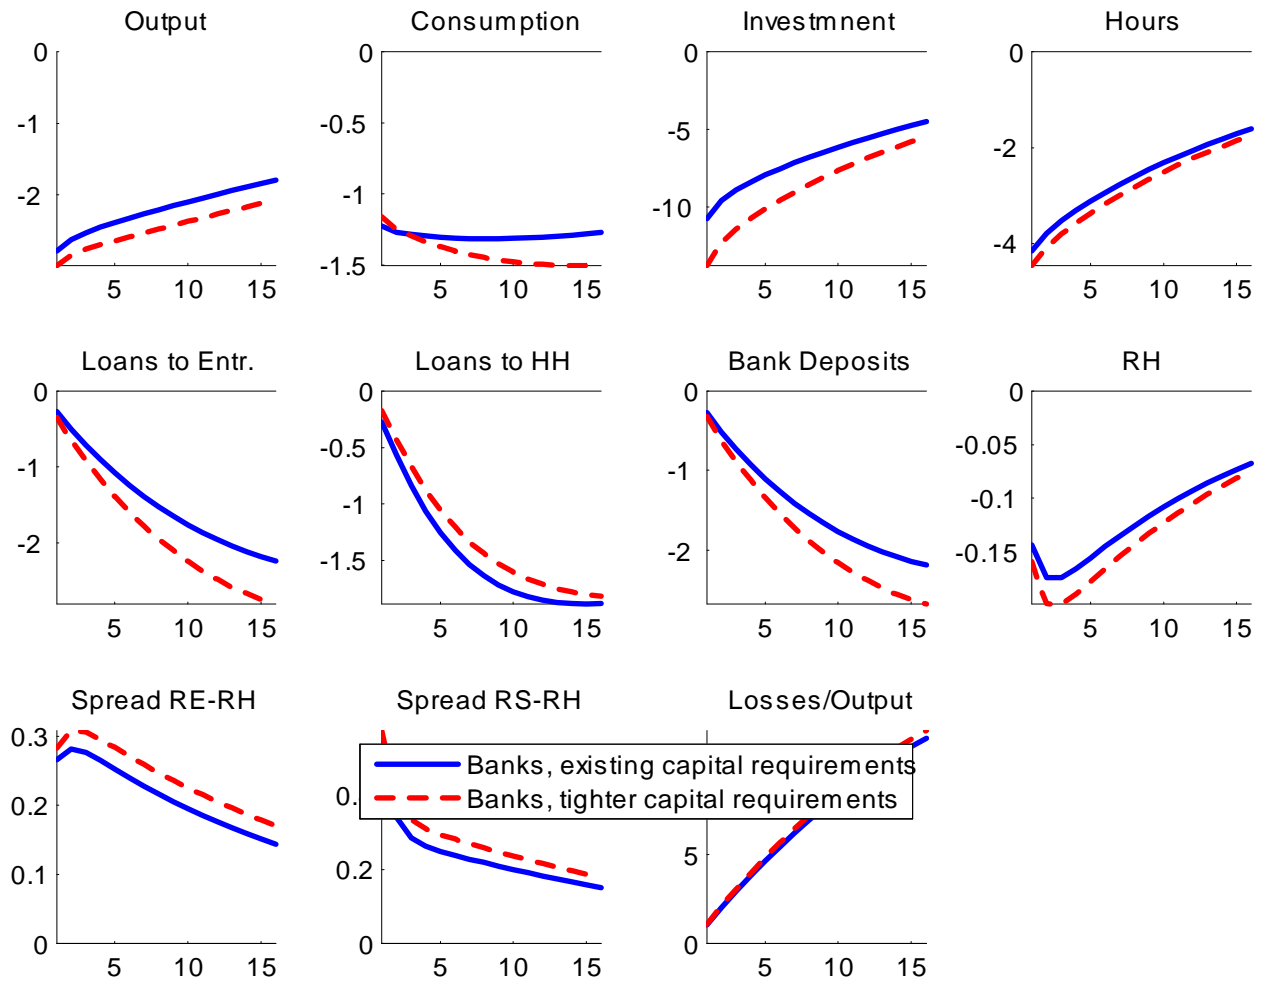 Output Consumption Investmnent Hours
0 0 0 0
-1 -0.5 -5 -2
-2 -1 -10 -4
-1.5
5 10 15 5 10 15 5 10 15 5 10 15
Loans to Entr. Loans to HH Bank Deposits RH
0 0 0 0
-1 -0.5 -1 -0.05
-2 -1 -2 -0.1
-1.5 -0.15
5 10 15 5 10 15 5 10 15 5 10 15
Spread RE-RH Spread RS-RH Losses/Output
0.3
Banks, existing capital requirements
0.2 0. Banks, tighter capital requirements
0.1 0.2 5
0 0 0
5 10 15 5 10 15 5 10 15